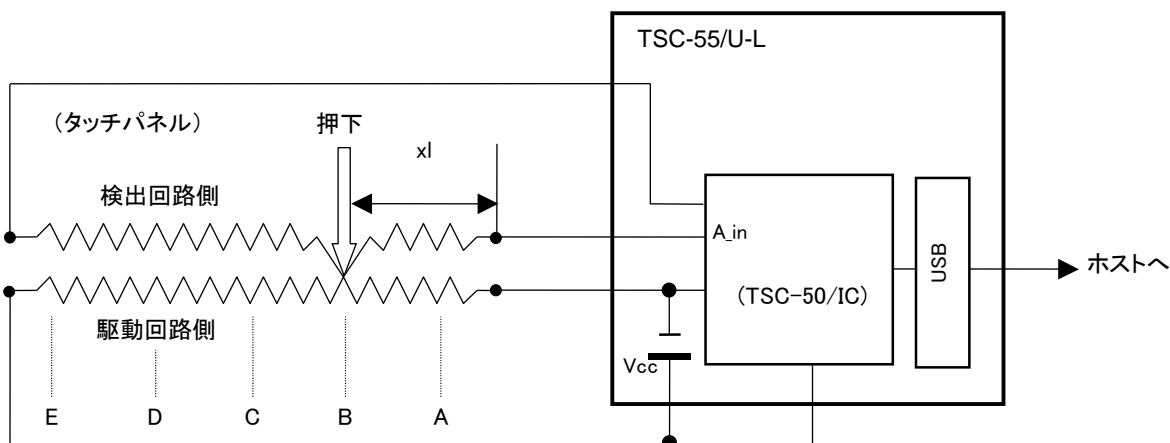 TSC-55/U-L
（タッチパネル）
押下
xl
検出回路側
A_in
(TSC-50/IC)
USB
ホストへ
駆動回路側
Vcc
E D C B A